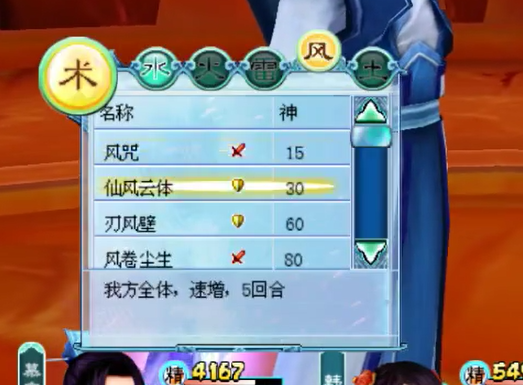 术 水 火 雷 风 土
名称 神
风咒 15
仙风云体 30
刃风壁 60
风卷尘生 80
我方全体，速增，5回合
精 4167 精 54